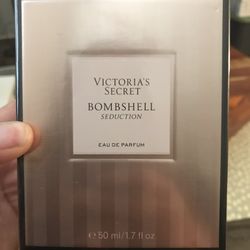 VICTORIA'S
SECRET
BOMBSHELL
SEDUCTION
EAU DE PARFUM
℮ 50 ml/1.7 fl oz